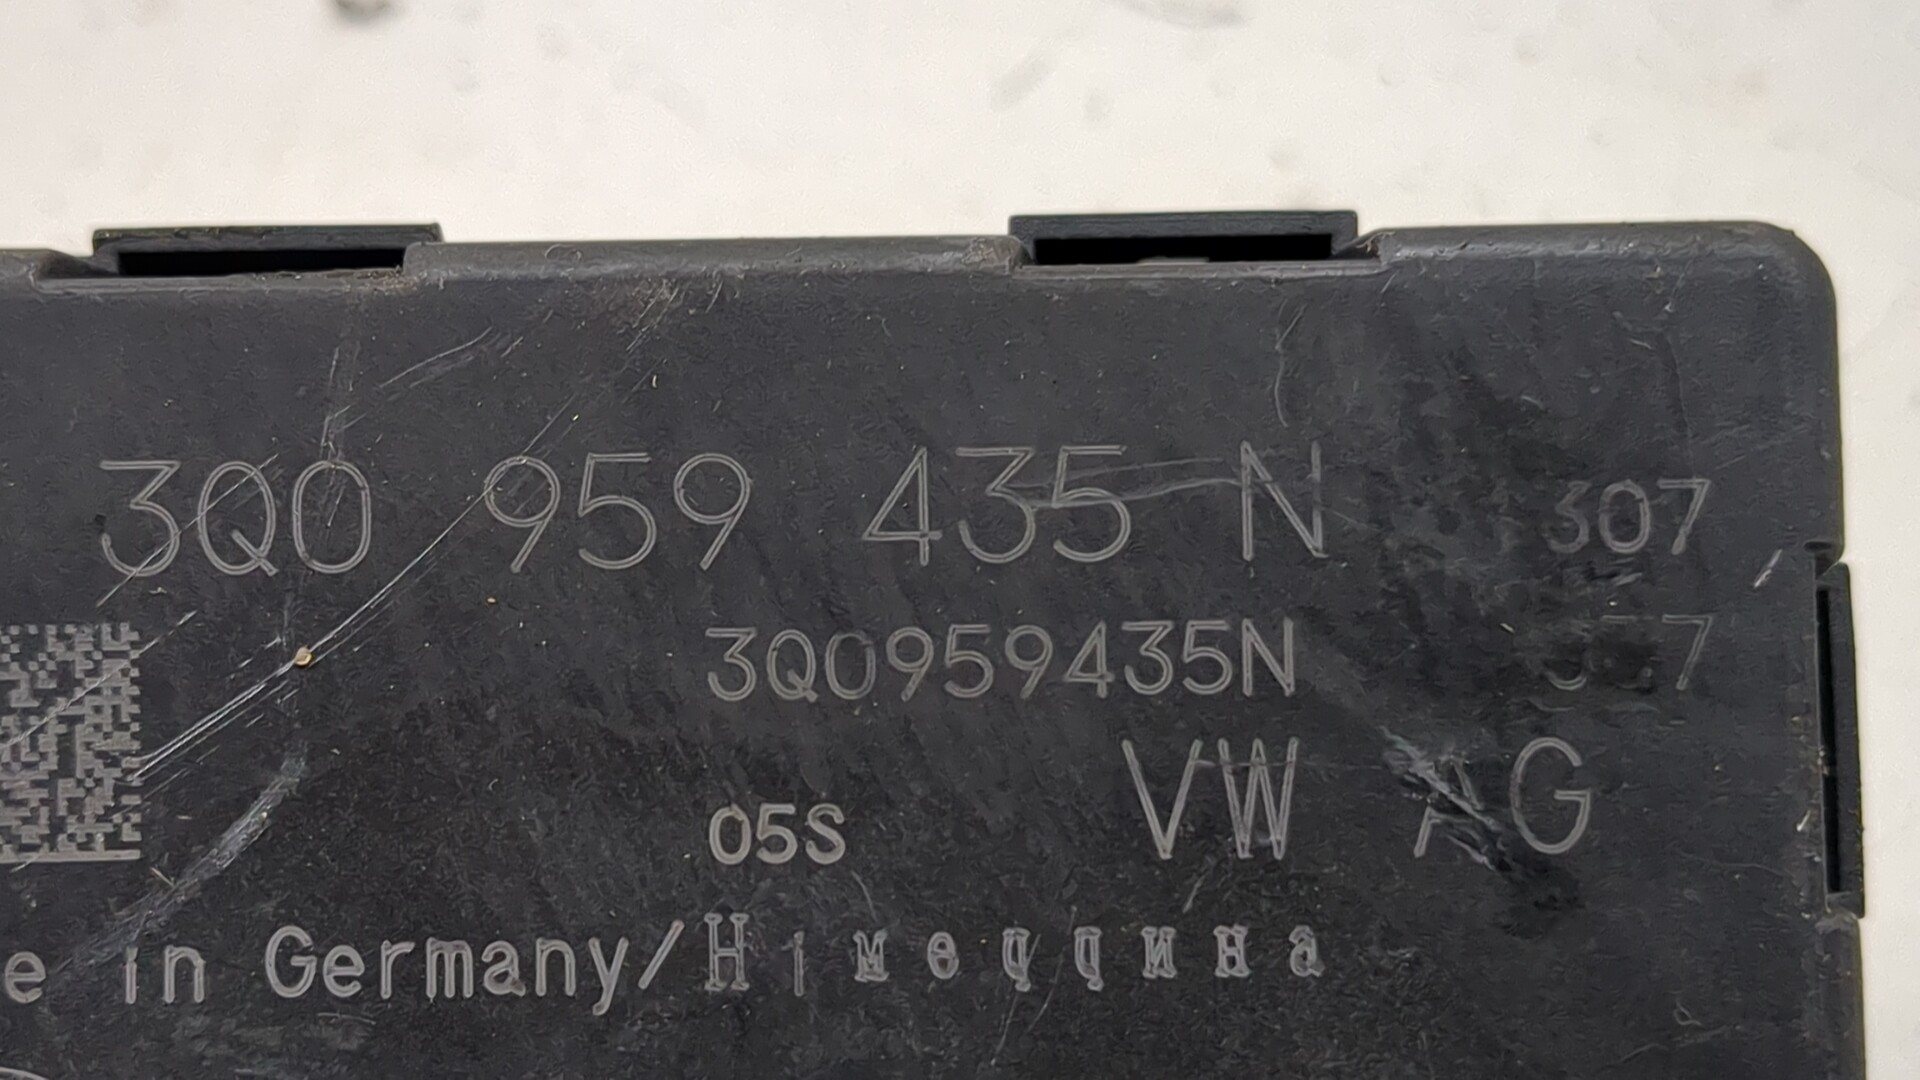 3Q0 959 435 N 307
3Q0959435N
VW AG
05S
in Germany/Німеччина